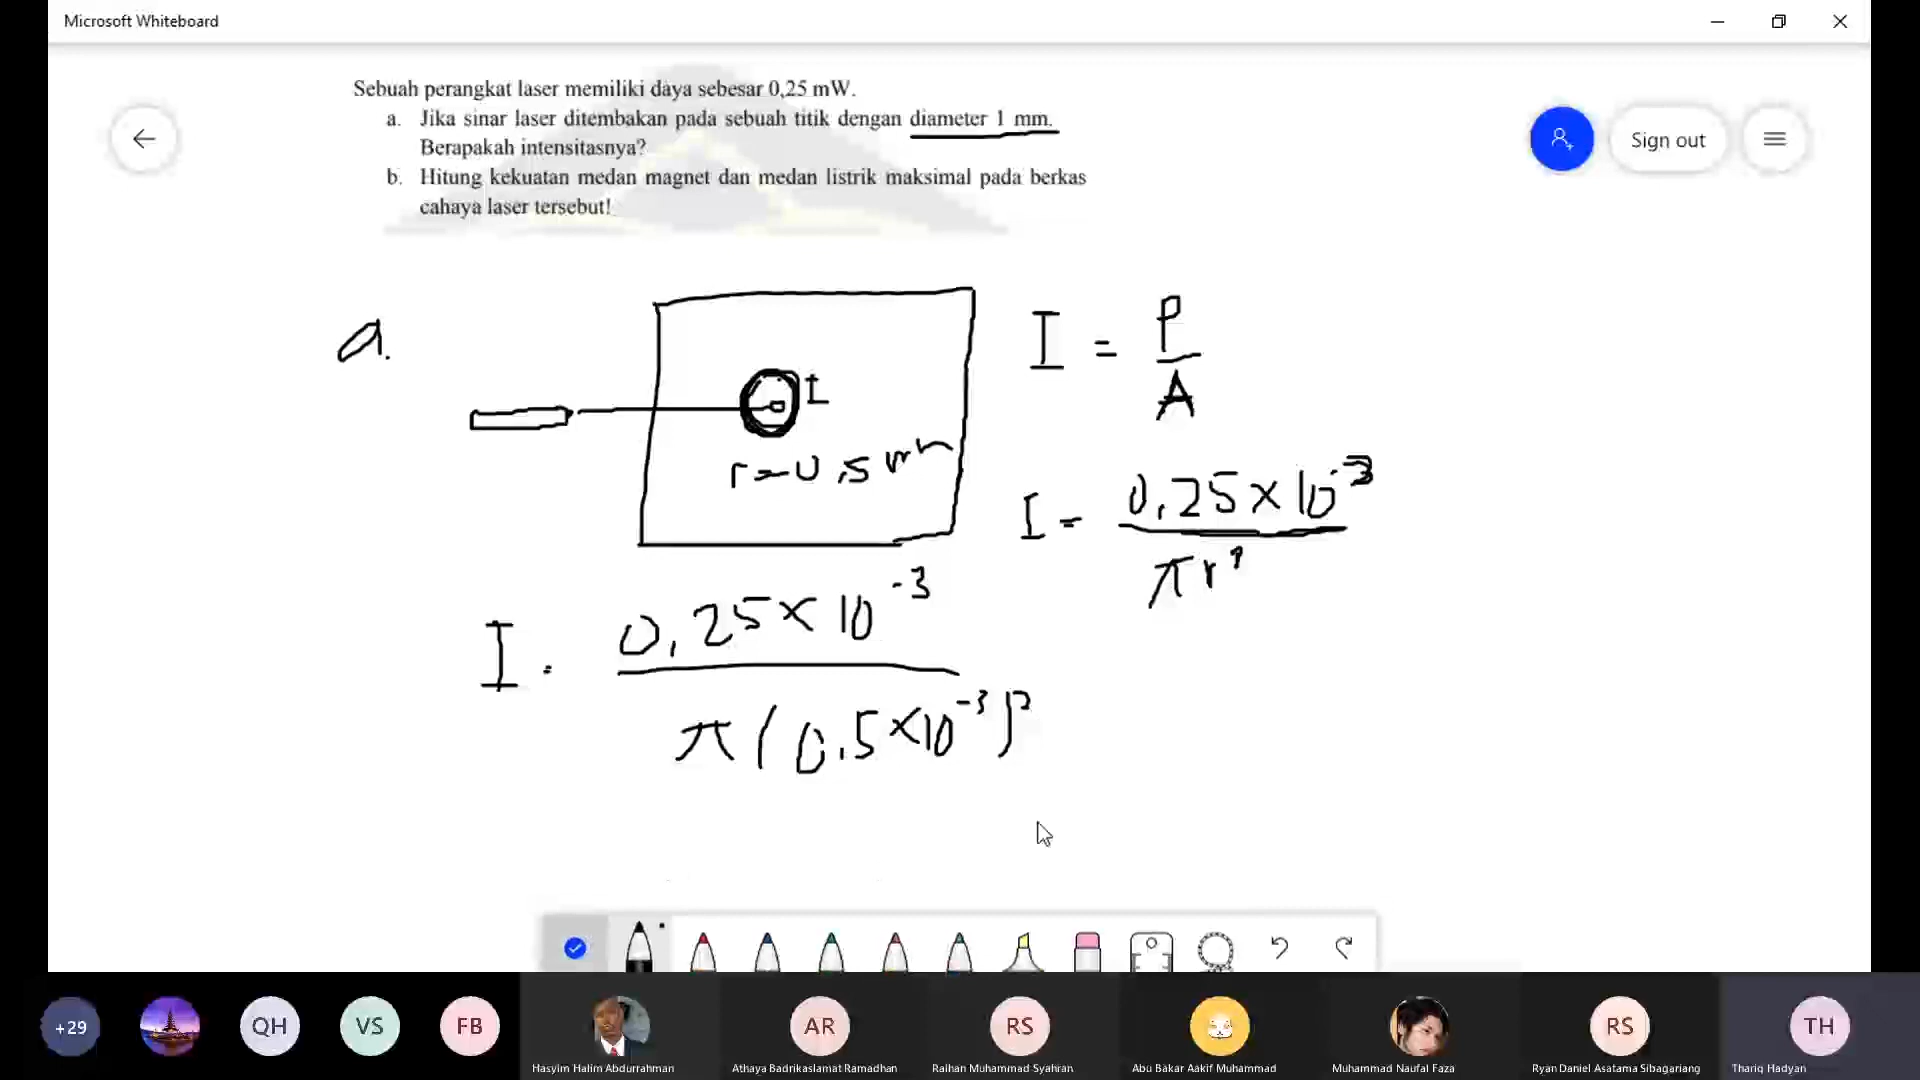 Microsoft Whiteboard
Sebuah perangkat laser memiliki daya sebesar 0,25 mW.
a. Jika sinar laser ditembakan pada sebuah titik dengan diameter 1 mm.
Berapakah intensitasnya?
b. Hitung kekuatan medan magnet dan medan listrik maksimal pada berkas
cahaya laser tersebut!
Sign out
a.
I
r = 0,5 mm
I = P / A
I = 0,25 × 10⁻³ / π r²
I = 0,25 × 10⁻³ / π (0,5 × 10⁻³)²
+29
QH
VS
FB
AR
RS
RS
TH
Hasyim Halim Abdurrahman
Athaya Badrikaslamat Ramadhan
Raihan Muhammad Syahran
Abu Bakar Aakif Muhammad
Muhammad Naufal Faza
Ryan Daniel Asatama Sibagariang
Thariq Hadyan